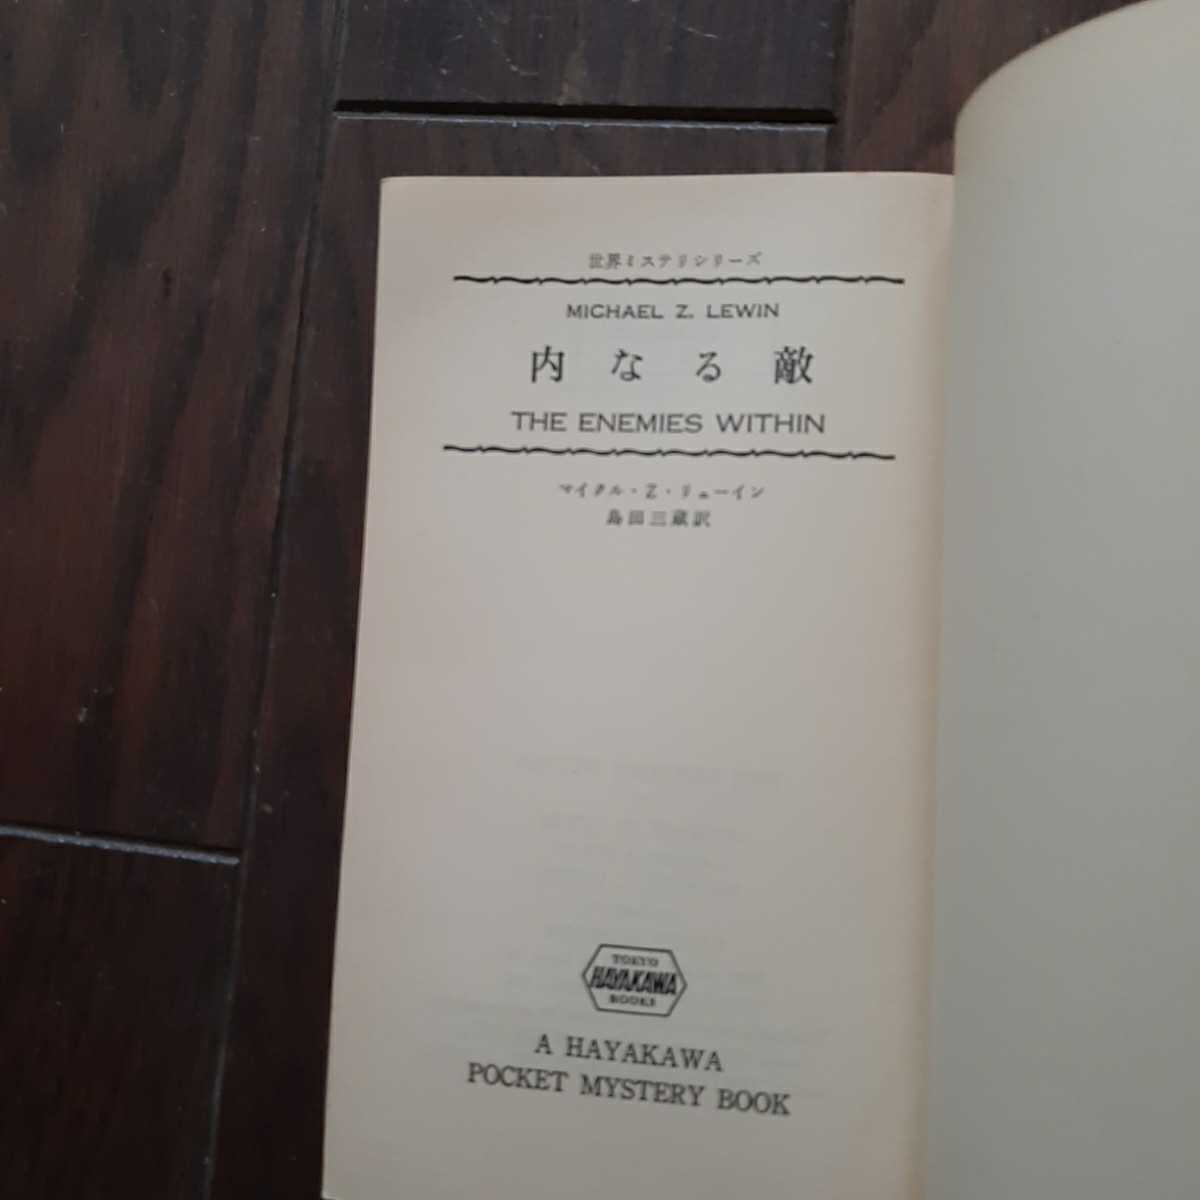 世界ミステリシリーズ
MICHAEL Z. LEWIN
内なる敵
THE ENEMIES WITHIN
マイクル・Z・リューイン
島田三蔵訳
TOKYO
HAYAKAWA
BOOKS
A HAYAKAWA
POCKET MYSTERY BOOK